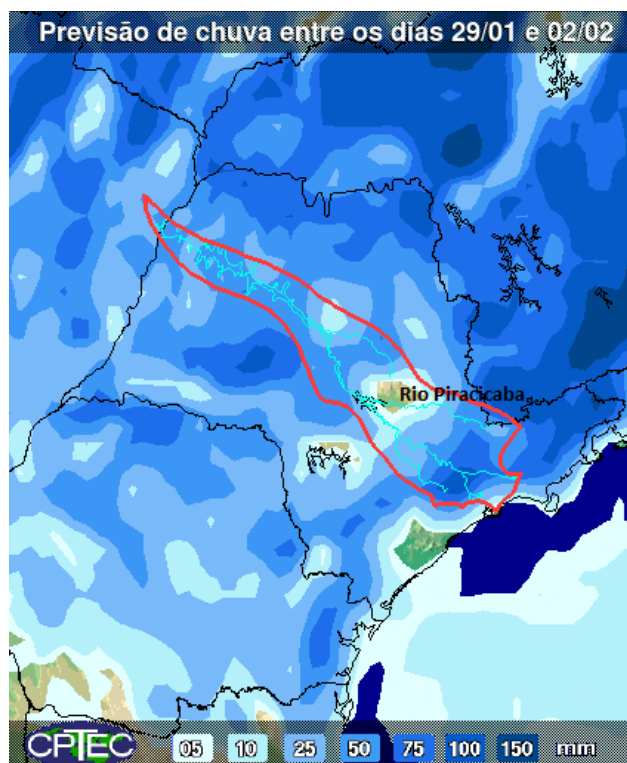 Previsão de chuva entre os dias 29/01 e 02/02
Rio Piracicaba
CPTEC 05 10 25 50 75 100 150 mm